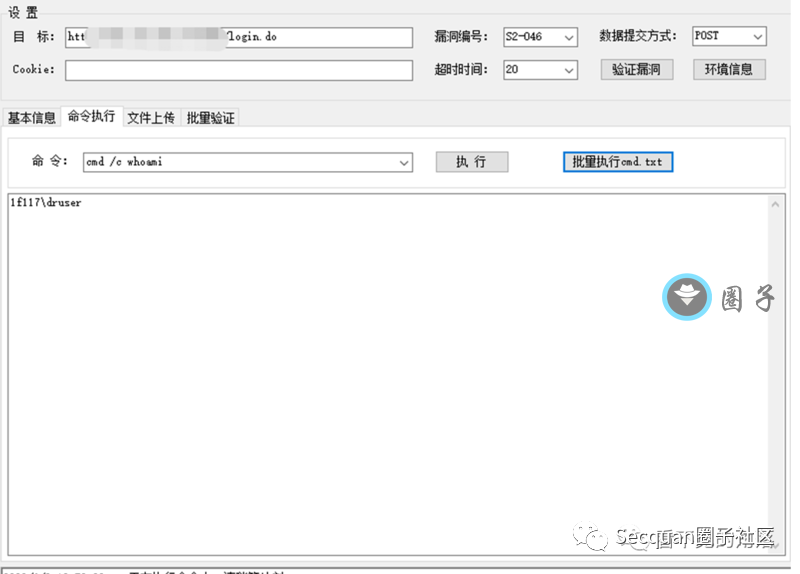 设 置
目 标: htt login.do 漏洞编号: S2-046 数据提交方式: POST
Cookie: 超时时间: 20 验证漏洞 环境信息
基本信息 命令执行 文件上传 批量验证
命 令: cmd /c whoami 执 行 批量执行cmd.txt
lf117\druser
圈子
Secquan圈子社区